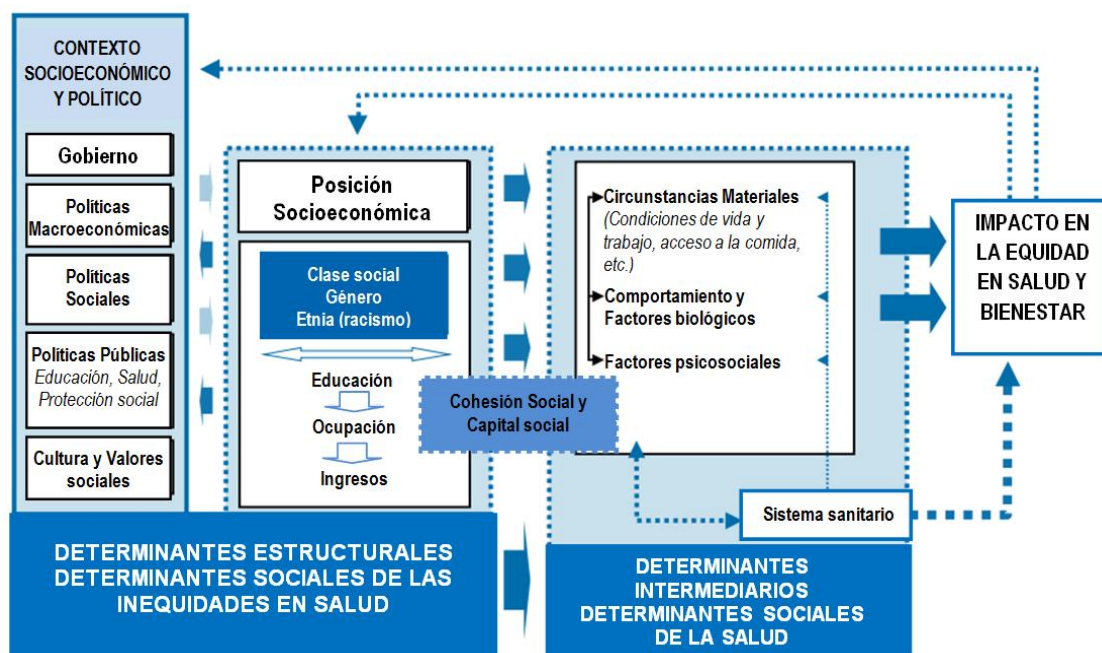 CONTEXTO
SOCIOECONÓMICO
Y POLÍTICO
Gobierno
Políticas
Macroeconómicas
Políticas
Sociales
Políticas Públicas
Educación, Salud,
Protección social
Cultura y Valores
sociales
Posición
Socioeconómica
Clase social
Género
Etnia (racismo)
Educación
Ocupación
Ingresos
Cohesión Social y
Capital social
Circunstancias Materiales
(Condiciones de vida y
trabajo, acceso a la comida,
etc.)
Comportamiento y
Factores biológicos
Factores psicosociales
Sistema sanitario
IMPACTO EN
LA EQUIDAD
EN SALUD Y
BIENESTAR
DETERMINANTES ESTRUCTURALES
DETERMINANTES SOCIALES DE LAS
INEQUIDADES EN SALUD
DETERMINANTES
INTERMEDIARIOS
DETERMINANTES SOCIALES
DE LA SALUD